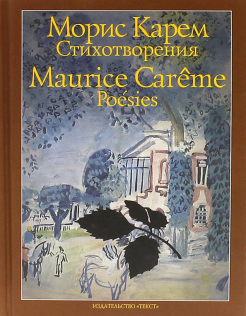 Морис Карем
Стихотворения
Maurice Carême
Poésies
ИЗДАТЕЛЬСТВО «ТЕКСТ»